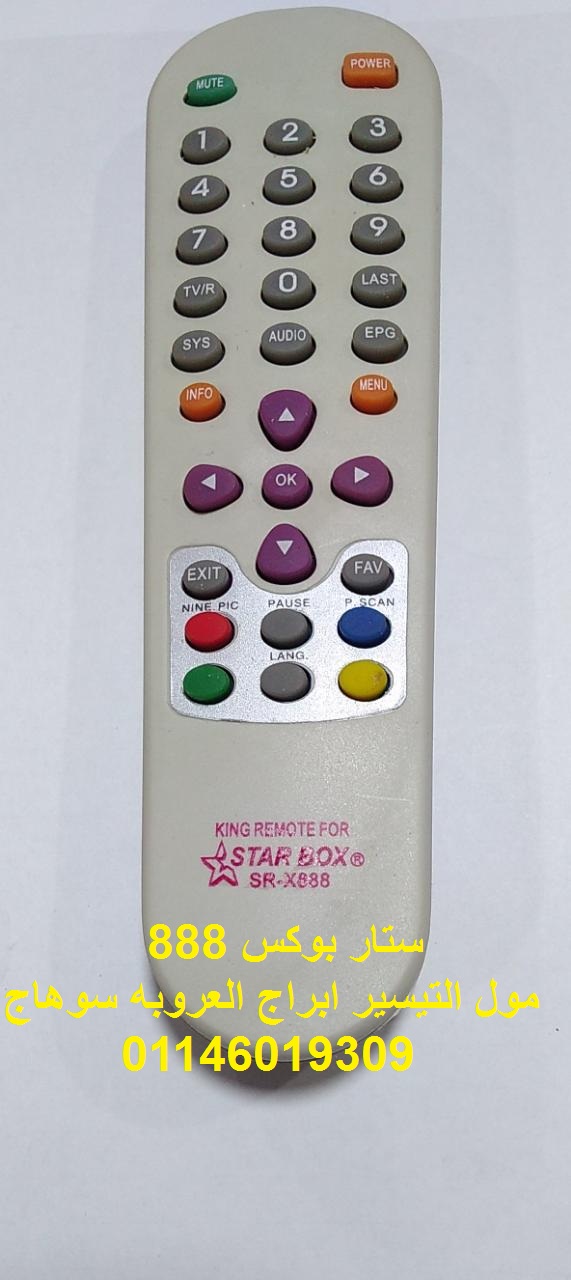 MUTE POWER
1 2 3
4 5 6
7 8 9
TV/R 0 LAST
SYS AUDIO EPG
INFO MENU
OK
EXIT FAV
NINE.PIC PAUSE P.SCAN
LANG.
KING REMOTE FOR
STAR BOX®
SR-X888
ستار بوكس 888
مول التيسير ابراج العروبه سوهاج
01146019309